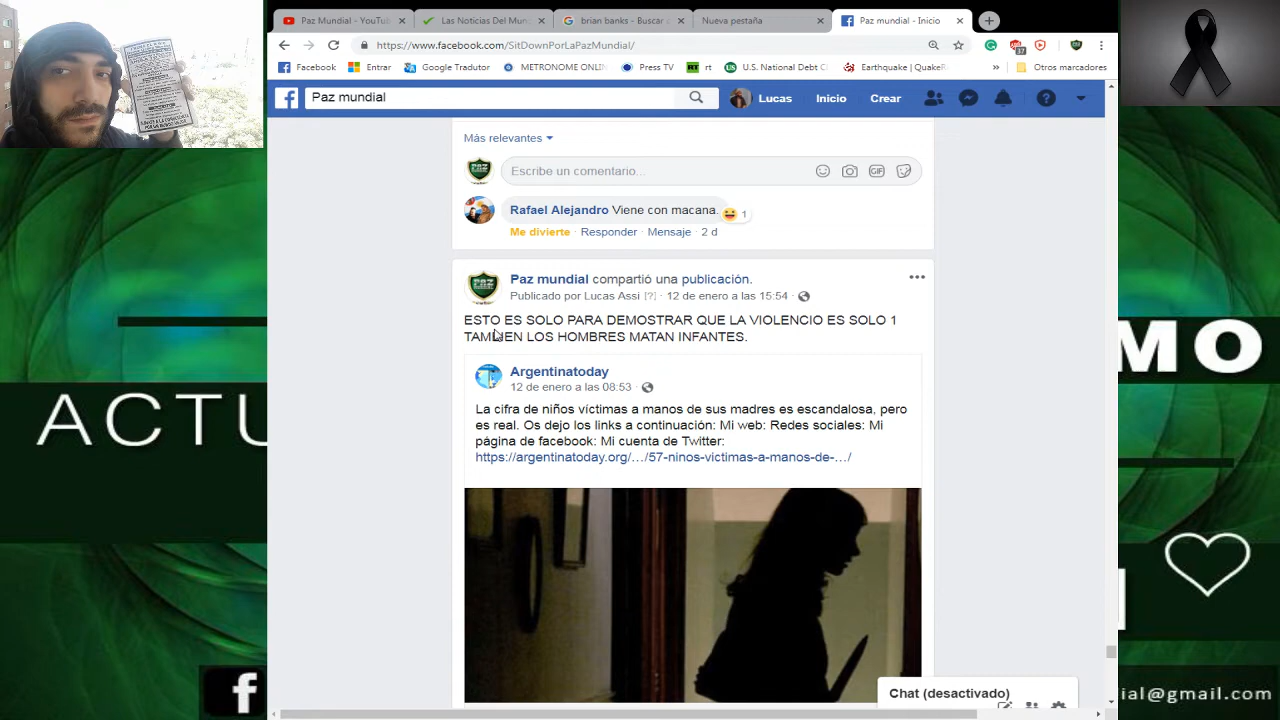 Paz Mundial - YouTub
Las Noticias Del Mun
brian banks - Buscar c
Nueva pestaña
Paz mundial - Inicio
https://www.facebook.com/SitDownPorLaPazMundial/
Facebook
Entrar
Google Tradutor
METRONOME ONLIN
Press TV
rt
U.S. National Debt C
Earthquake | QuakeR
»
Otros marcadores
Paz mundial
Lucas
Inicio
Crear
Más relevantes
Escribe un comentario...
GIF
Rafael Alejandro Viene con macana.
1
Me divierte · Responder · Mensaje · 2 d
Paz mundial compartió una publicación.
Publicado por Lucas Assi [?] · 12 de enero a las 15:54 ·
ESTO ES SOLO PARA DEMOSTRAR QUE LA VIOLENCIO ES SOLO 1
LOS HOMBRES MATAN INFANTES.
Argentinatoday
12 de enero a las 08:53 ·
La cifra de niños víctimas a manos de sus madres es escandalosa, pero
es real. Os dejo los links a continuación: Mi web: Redes sociales: Mi
página de facebook: Mi cuenta de Twitter:
https://argentinatoday.org/…/57-ninos-victimas-a-manos-de-…/
Chat (desactivado)
ACTU
MO
ial@gmail.com